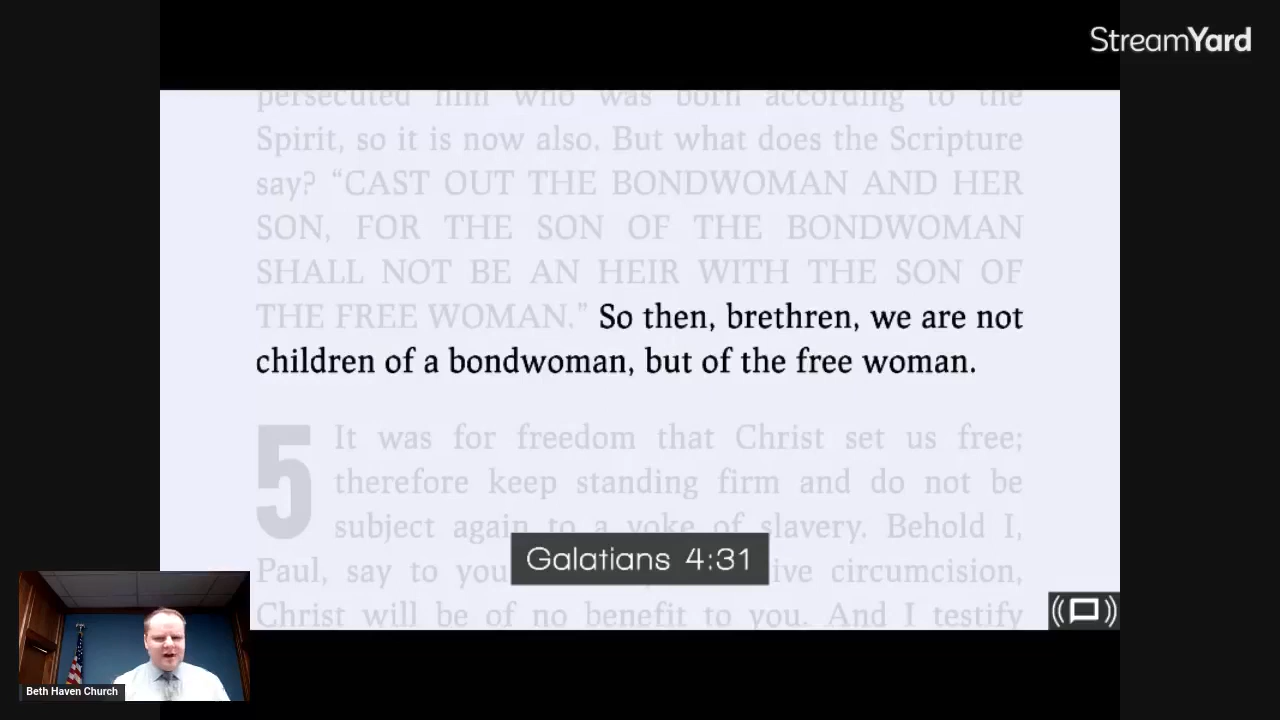 StreamYard
persecuted him who was born according to the
Spirit, so it is now also. But what does the Scripture
say? “CAST OUT THE BONDWOMAN AND HER
SON, FOR THE SON OF THE BONDWOMAN
SHALL NOT BE AN HEIR WITH THE SON OF
THE FREE WOMAN.” So then, brethren, we are not
children of a bondwoman, but of the free woman.
5 It was for freedom that Christ set us free;
therefore keep standing firm and do not be
subject again to a yoke of slavery. Behold I,
Galatians 4:31
Paul, say to you ive circumcision,
Christ will be of no benefit to you. And I testify
Beth Haven Church